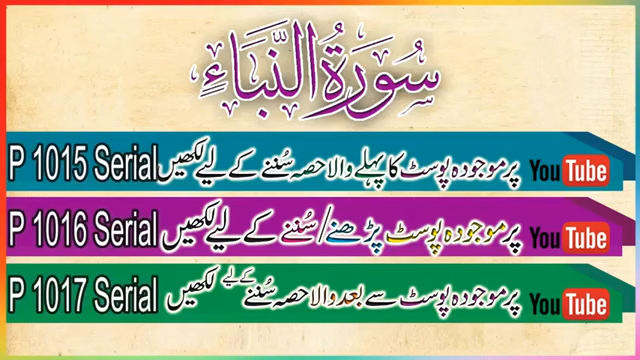 سُوْرَةُ النَّبَاءِ
YouTube پر موجودہ پوسٹ کا پہلے والا حصہ سُننے کے لیے لکھیں P 1015 Serial
YouTube پر موجودہ پوسٹ پڑھنے/سُننے کے لیے لکھیں P 1016 Serial
YouTube پر موجودہ پوسٹ سے بعد والا حصہ سُننے کے لیے لکھیں P 1017 Serial